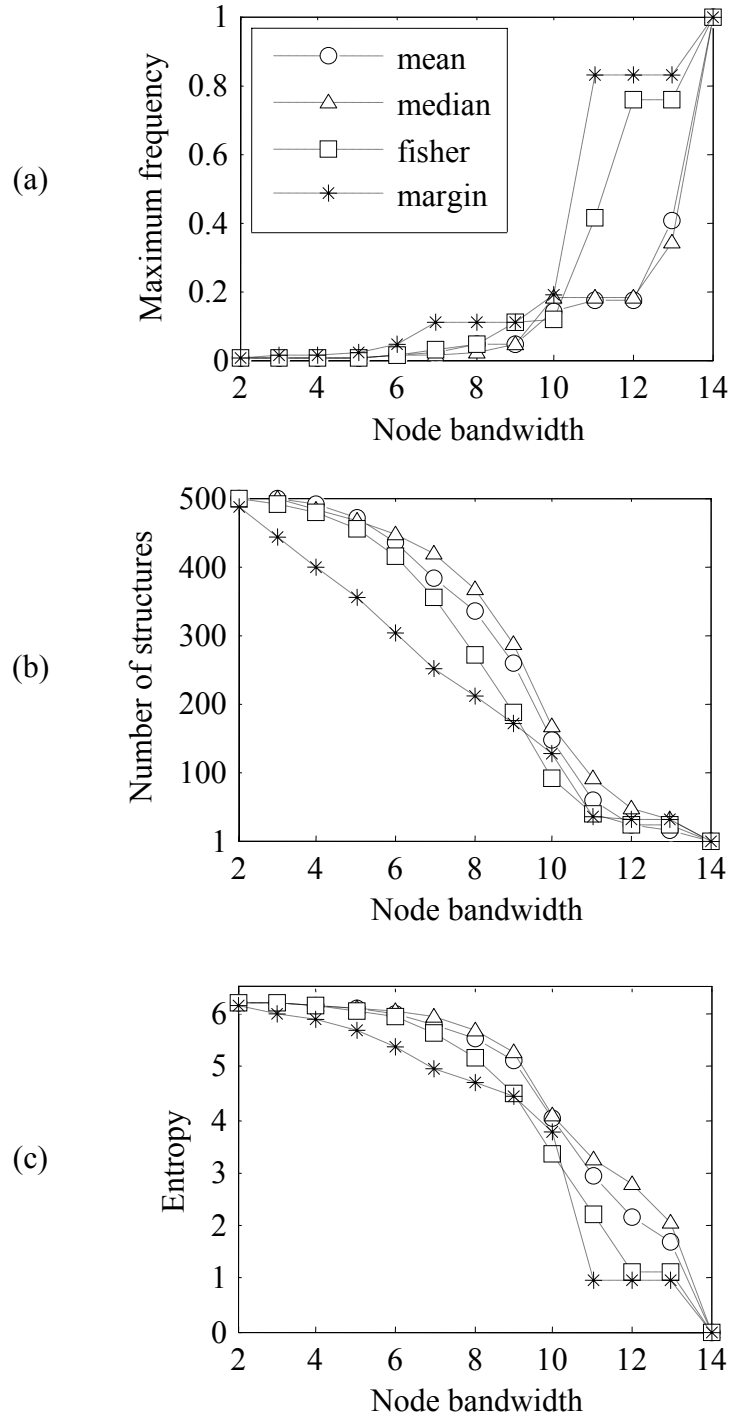 (a)
Maximum frequency
1
0.8
0.6
0.4
0.2
0
mean
median
fisher
margin
2 4 6 8 10 12 14
Node bandwidth
(b)
Number of structures
500
400
300
200
100
1
2 4 6 8 10 12 14
Node bandwidth
(c)
Entropy
6
5
4
3
2
1
0
2 4 6 8 10 12 14
Node bandwidth